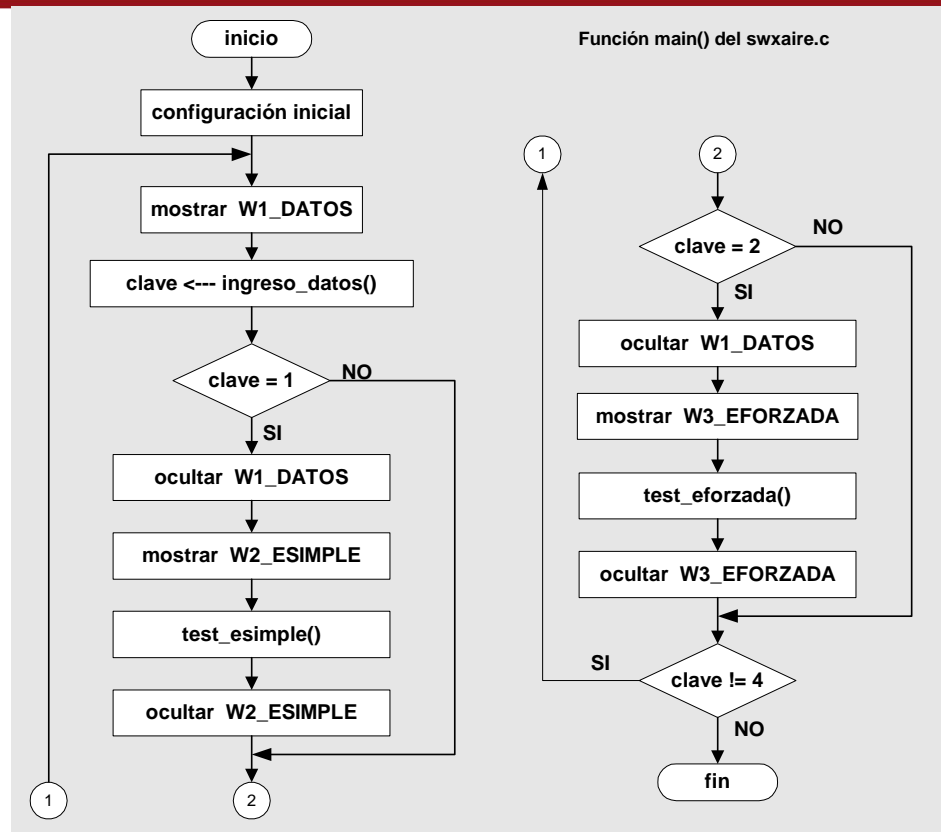 inicio
configuración inicial
mostrar W1_DATOS
clave <--- ingreso_datos()
clave = 1
NO
SI
ocultar W1_DATOS
mostrar W2_ESIMPLE
test_esimple()
ocultar W2_ESIMPLE
1
2
Función main() del swxaire.c
1
2
clave = 2
NO
SI
ocultar W1_DATOS
mostrar W3_EFORZADA
test_eforzada()
ocultar W3_EFORZADA
SI
clave != 4
NO
fin